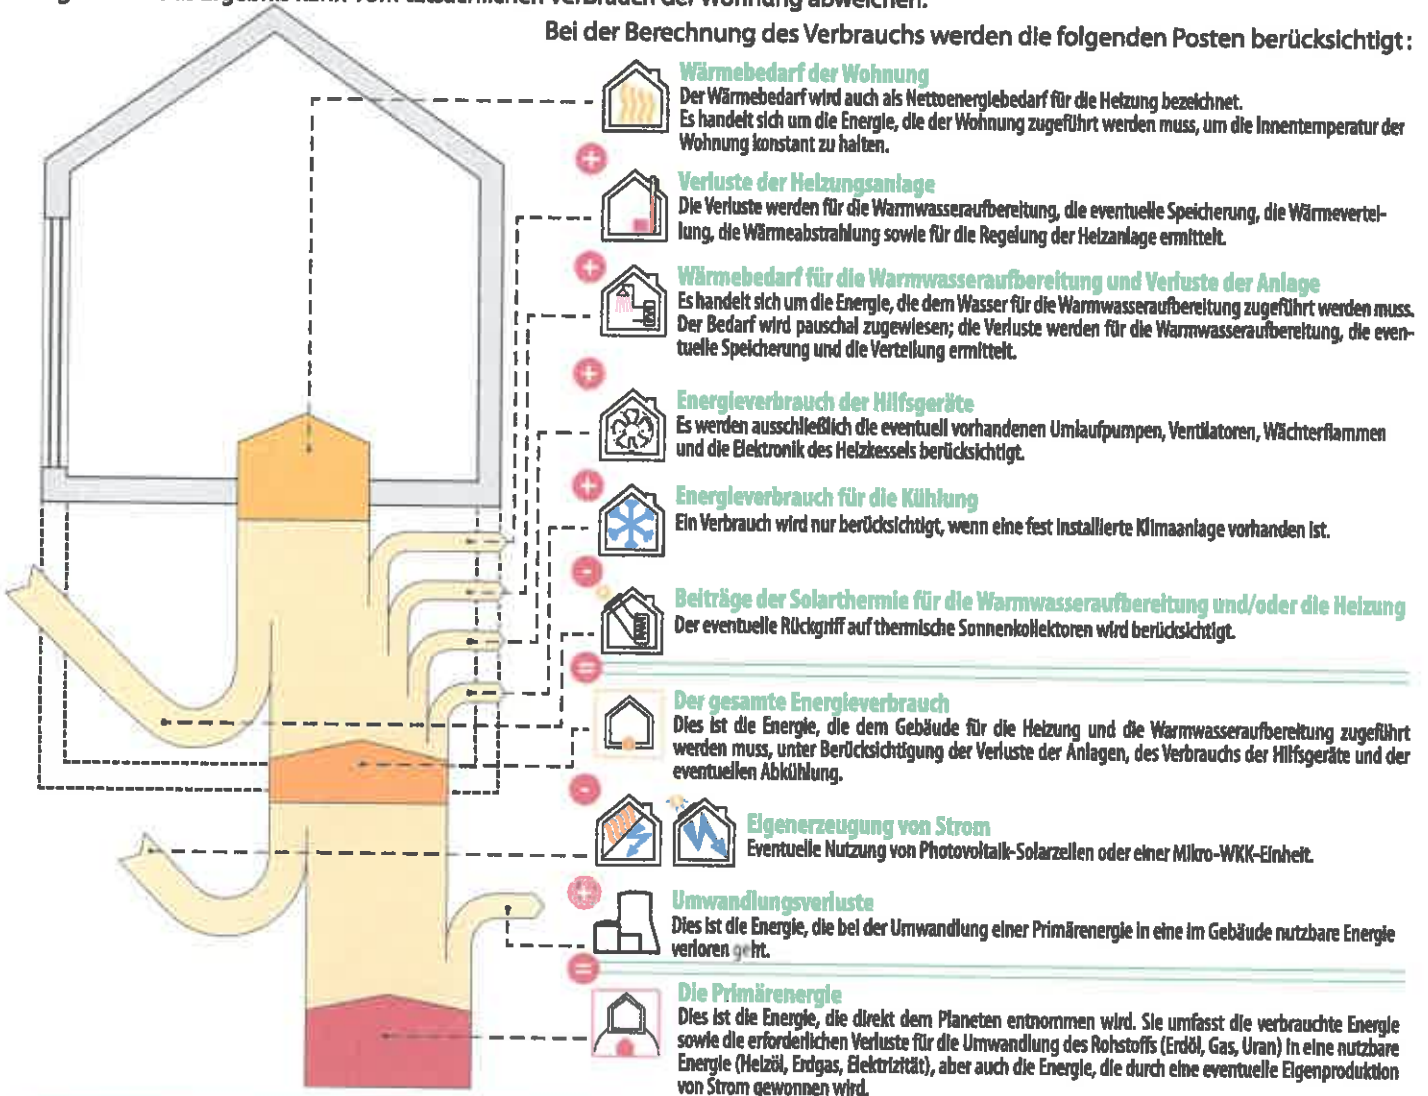 Ergebnis kann vom tatsächlichen Verbrauch der Wohnung abweichen.
Bei der Berechnung des Verbrauchs werden die folgenden Posten berücksichtigt:
Wärmebedarf der Wohnung
Der Wärmebedarf wird auch als Nettoenergiebedarf für die Heizung bezeichnet.
Es handelt sich um die Energie, die der Wohnung zugeführt werden muss, um die Innentemperatur der
Wohnung konstant zu halten.
+
Verluste der Heizungsanlage
Die Verluste werden für die Warmwasseraufbereitung, die eventuelle Speicherung, die Wärmevertei-
lung, die Wärmeabstrahlung sowie für die Regelung der Heizanlage ermittelt.
+
Wärmebedarf für die Warmwasseraufbereitung und Verluste der Anlage
Es handelt sich um die Energie, die dem Wasser für die Warmwasseraufbereitung zugeführt werden muss.
Der Bedarf wird pauschal zugewiesen; die Verluste werden für die Warmwasseraufbereitung, die even-
tuelle Speicherung und die Verteilung ermittelt.
+
Energieverbrauch der Hilfsgeräte
Es werden ausschließlich die eventuell vorhandenen Umlaufpumpen, Ventilatoren, Wächterflammen
und die Elektronik des Heizkessels berücksichtigt.
+
Energieverbrauch für die Kühlung
Ein Verbrauch wird nur berücksichtigt, wenn eine fest installierte Klimaanlage vorhanden ist.
-
Beiträge der Solarthermie für die Warmwasseraufbereitung und/oder die Heizung
Der eventuelle Rückgriff auf thermische Sonnenkollektoren wird berücksichtigt.
=
Der gesamte Energieverbrauch
Dies ist die Energie, die dem Gebäude für die Heizung und die Warmwasseraufbereitung zugeführt
werden muss, unter Berücksichtigung der Verluste der Anlagen, des Verbrauchs der Hilfsgeräte und der
eventuellen Abkühlung.
-
Eigenerzeugung von Strom
Eventuelle Nutzung von Photovoltaik-Solarzellen oder einer Mikro-WKK-Einheit.
+
Umwandlungsverluste
Dies ist die Energie, die bei der Umwandlung einer Primärenergie in eine im Gebäude nutzbare Energie
verloren geht.
=
Die Primärenergie
Dies ist die Energie, die direkt dem Planeten entnommen wird. Sie umfasst die verbrauchte Energie
sowie die erforderlichen Verluste für die Umwandlung des Rohstoffs (Erdöl, Gas, Uran) in eine nutzbare
Energie (Heizöl, Erdgas, Elektrizität), aber auch die Energie, die durch eine eventuelle Eigenproduktion
von Strom gewonnen wird.